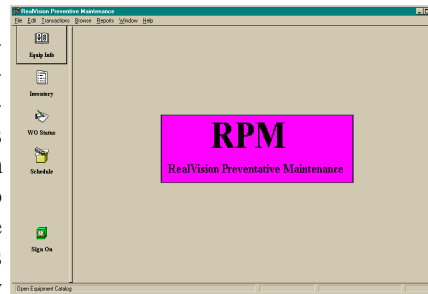 RealVision Preventive Maintenance
File Edit Transactions Browse Reports Window Help
Equip Info
Inventory
WO Status
Schedule
Sign On
RPM
RealVision Preventative Maintenance
Open Equipment Catalog